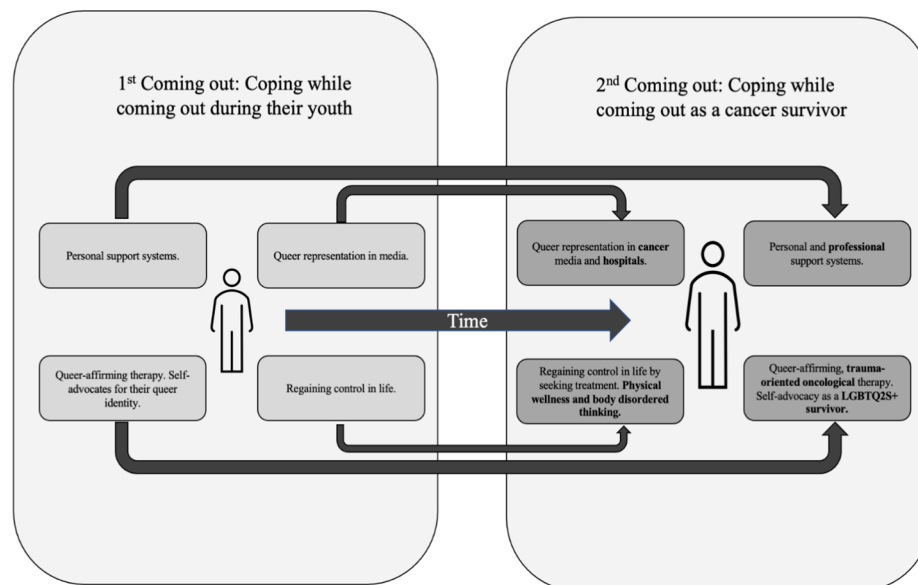 1st Coming out: Coping while
coming out during their youth
2nd Coming out: Coping while
coming out as a cancer survivor
Personal support systems.
Queer representation in media.
Queer representation in cancer
media and hospitals.
Personal and professional
support systems.
Time
Queer-affirming therapy. Self-
advocates for their queer
identity.
Regaining control in life.
Regaining control in life by
seeking treatment. Physical
wellness and body disordered
thinking.
Queer-affirming, trauma-
oriented oncological therapy.
Self-advocacy as a LGBTQ2S+
survivor.